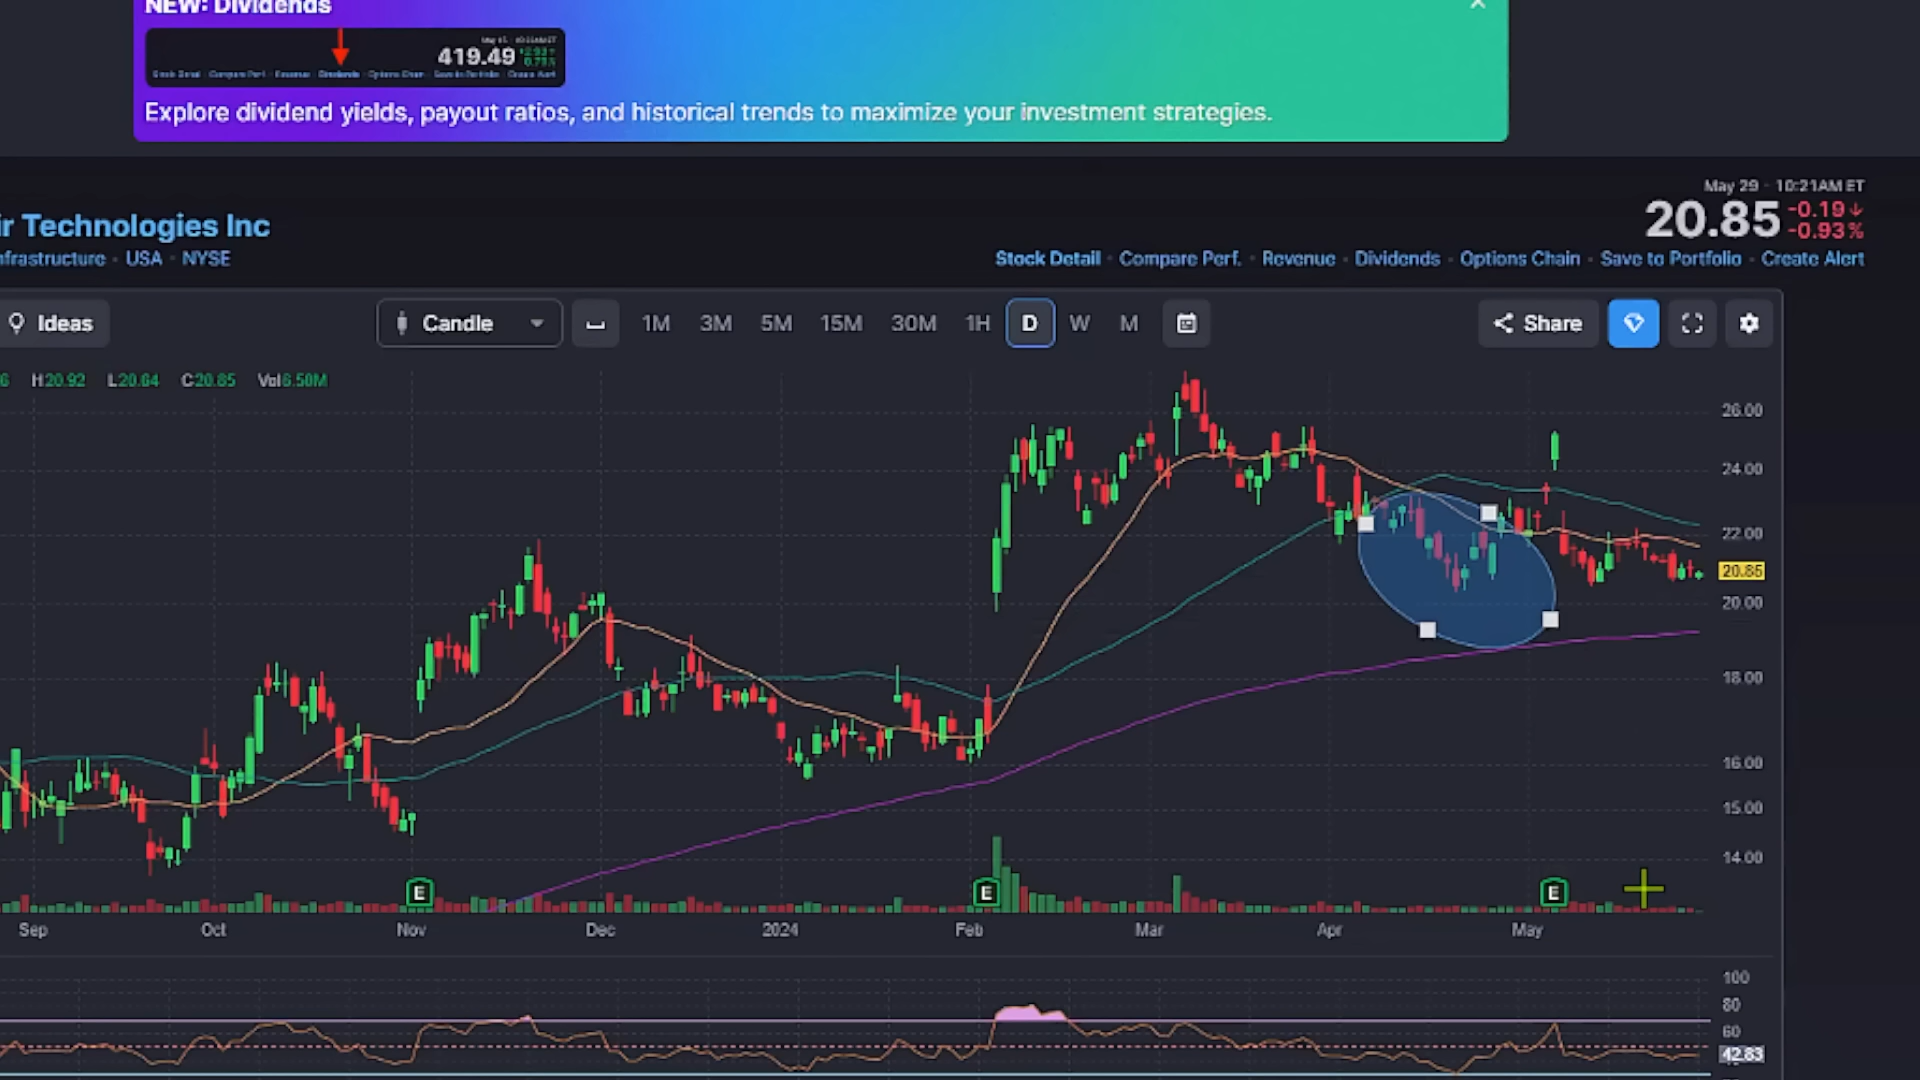 NEW: Dividends
419.49
Explore dividend yields, payout ratios, and historical trends to maximize your investment strategies.
May 29 - 10:21AM ET
20.85 -0.19
-0.93%
ir Technologies Inc
nfrastructure - USA - NYSE
Stock Detail - Compare Perf. - Revenue - Dividends - Options Chain - Save to Portfolio - Create Alert
Ideas
Candle
1M 3M 5M 15M 30M 1H D W M
Share
6 H20.92 L20.64 C20.85 Vol6.50M
26.00
24.00
22.00
20.85
20.00
18.00
16.00
15.00
14.00
E E E
Sep Oct Nov Dec 2024 Feb Mar Apr May
100
80
60
42.83